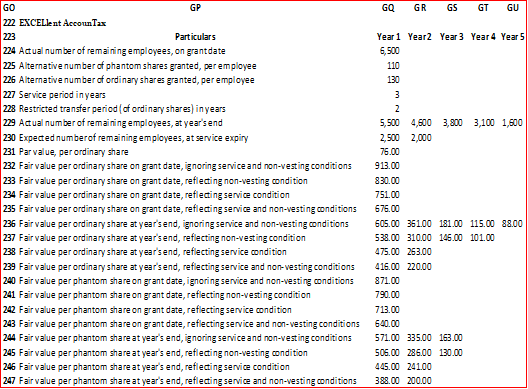 GO GP GQ GR GS GT GU
222 EXCELlent AccounTax
223 Particulars Year 1 Year2 Year 3 Year 4 Year 5
224 Actual number of remaining employees, on grant date 6,500
225 Alternative number of phantom shares granted, per employee 110
226 Alternative number of ordinary shares granted, per employee 130
227 Service period in years 3
228 Restricted transfer period (of ordinary shares) in years 2
229 Actual number of remaining employees, at year's end 5,500 4,600 3,800 3,100 1,600
230 Expected number of remaining employees, at service expiry 2,500 2,000
231 Par value, per ordinary share 76.00
232 Fair value per ordinary share on grant date, ignoring service and non-vesting conditions 913.00
233 Fair value per ordinary share on grant date, reflecting non-vesting condition 830.00
234 Fair value per ordinary share on grant date, reflecting service condition 751.00
235 Fair value per ordinary share on grant date, reflecting service and non-vesting conditions 676.00
236 Fair value per ordinary share at year's end, ignoring service and non-vesting conditions 605.00 361.00 181.00 115.00 88.00
237 Fair value per ordinary share at year's end, reflecting non-vesting condition 538.00 310.00 146.00 101.00
238 Fair value per ordinary share at year's end, reflecting service condition 475.00 263.00
239 Fair value per ordinary share at year's end, reflecting service and non-vesting conditions 416.00 220.00
240 Fair value per phantom share on grant date, ignoring service and non-vesting conditions 871.00
241 Fair value per phantom share on grant date, reflecting non-vesting condition 790.00
242 Fair value per phantom share on grant date, reflecting service condition 713.00
243 Fair value per phantom share on grant date, reflecting service and non-vesting conditions 640.00
244 Fair value per phantom share at year's end, ignoring service and non-vesting conditions 571.00 335.00 163.00
245 Fair value per phantom share at year's end, reflecting non-vesting condition 506.00 286.00 130.00
246 Fair value per phantom share at year's end, reflecting service condition 445.00 241.00
247 Fair value per phantom share at year's end, reflecting service and non-vesting conditions 388.00 200.00